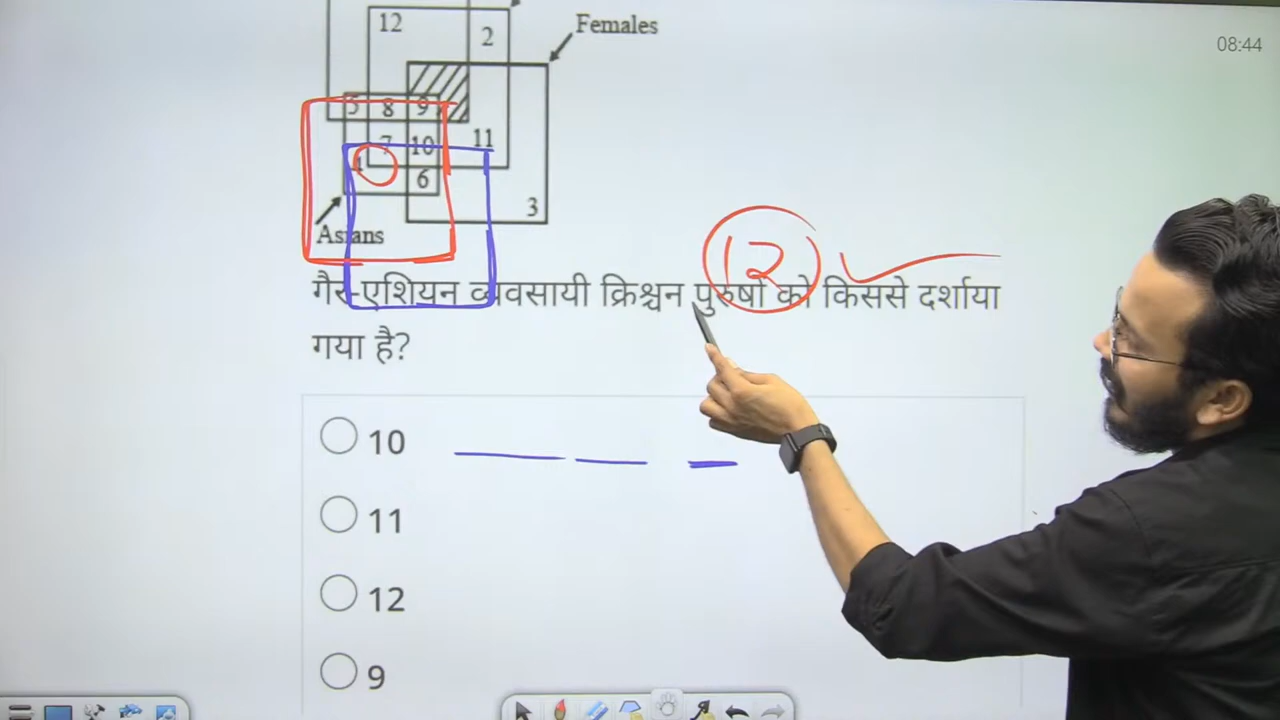 12
2
Females
08:44
5 8 9
7 10 11
6
3
Asians
12
गैर-एशियन व्यवसायी क्रिश्चन पुरुषों को किससे दर्शाया
गया है?
10
11
12
9